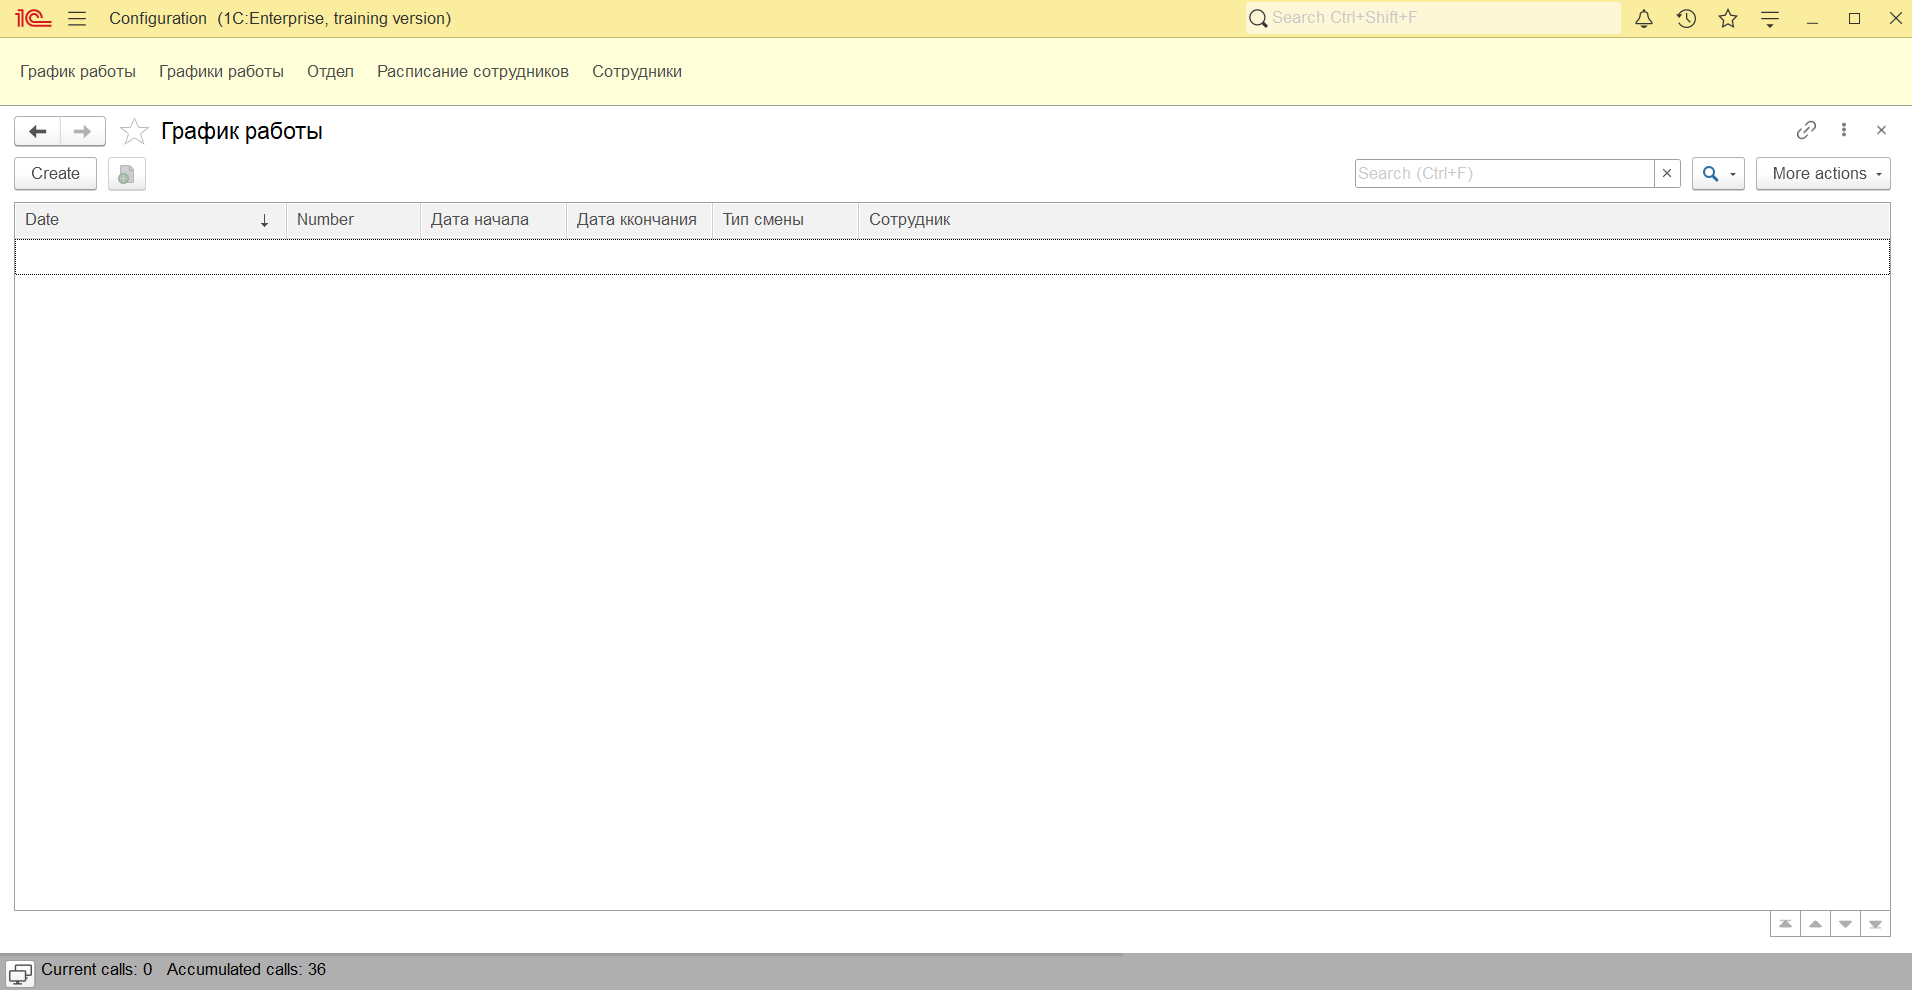 1C Configuration (1C:Enterprise, training version) Search Ctrl+Shift+F
График работы Графики работы Отдел Расписание сотрудников Сотрудники
График работы
Create Search (Ctrl+F) × More actions
Date ↓ Number Дата начала Дата ккончания Тип смены Сотрудник
Current calls: 0 Accumulated calls: 36